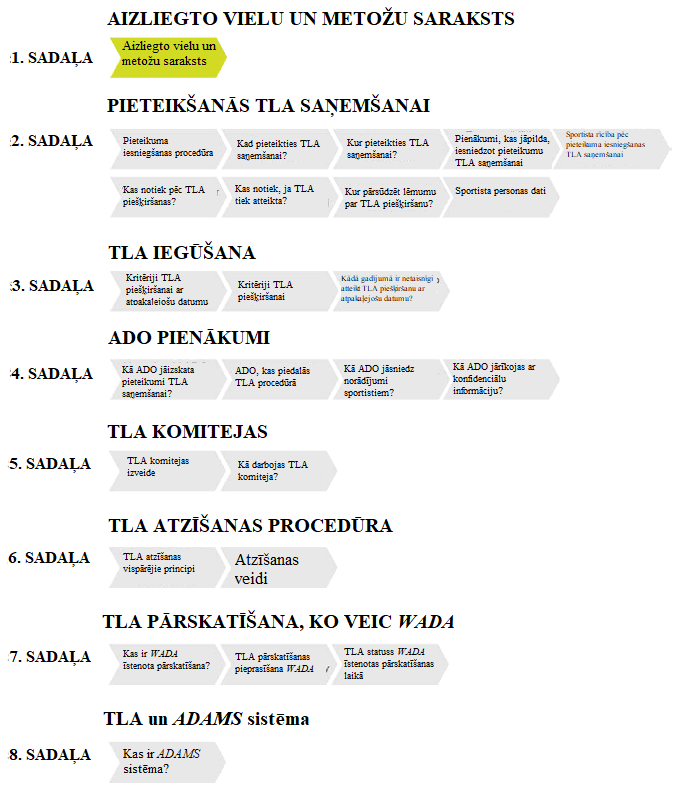 AIZLIEGTO VIELU UN METOŽU SARAKSTS
1. SADAĻA
Aizliegto vielu un
metožu saraksts
PIETEIKŠANĀS TLA SAŅEMŠANAI
2. SADAĻA
Pieteikuma
iesniegšanas procedūra
Kad pieteikties TLA
saņemšanai?
Kur pieteikties TLA
saņemšanai?
Pienākumi, kas jāpilda,
iesniedzot pieteikumu
TLA saņemšanai
Sportista rīcība pēc
pieteikuma iesniegšanas
TLA saņemšanai
Kas notiek pēc TLA
piešķiršanas?
Kas notiek, ja TLA
tiek atteikta?
Kur pārsūdzēt lēmumu
par TLA piešķiršanu?
Sportista personas dati
TLA IEGŪŠANA
3. SADAĻA
Kritēriji TLA
piešķiršanai ar
atpakaļejošu datumu
Kritēriji TLA
piešķiršanai
Kādā gadījumā ir netaisnīgi
atteikt TLA piešķiršanu ar
atpakaļejošu datumu?
ADO PIENĀKUMI
4. SADAĻA
Kā ADO jāizskata
pieteikumi TLA
saņemšanai?
ADO, kas piedalās
TLA procedūrā
Kā ADO jāsniedz
norādījumi
sportistiem?
Kā ADO jārīkojas ar
konfidenciālu
informāciju?
TLA KOMITEJAS
5. SADAĻA
TLA komitejas
izveide
Kā darbojas TLA
komiteja?
TLA ATZĪŠANAS PROCEDŪRA
6. SADAĻA
TLA atzīšanas
vispārējie principi
Atzīšanas
veidi
TLA PĀRSKATĪŠANA, KO VEIC WADA
7. SADAĻA
Kas ir WADA
īstenota pārskatīšana?
TLA pārskatīšanas
pieprasīšana WADA
TLA statuss WADA
īstenotas pārskatīšanas
laikā
TLA un ADAMS sistēma
8. SADAĻA
Kas ir ADAMS
sistēma?